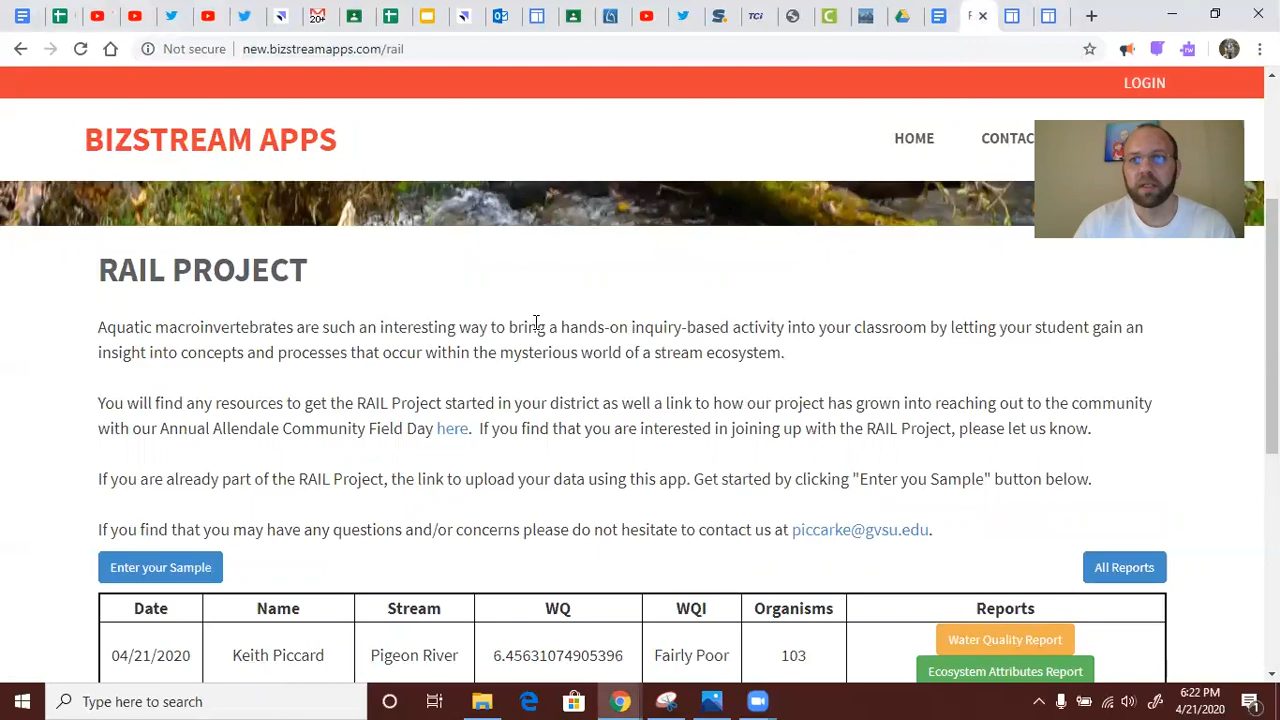 Not secure | new.bizstreamapps.com/rail
LOGIN
BIZSTREAM APPS
HOME
CONTAC
RAIL PROJECT
Aquatic macroinvertebrates are such an interesting way to bring a hands-on inquiry-based activity into your classroom by letting your student gain an
insight into concepts and processes that occur within the mysterious world of a stream ecosystem.
You will find any resources to get the RAIL Project started in your district as well a link to how our project has grown into reaching out to the community
with our Annual Allendale Community Field Day here. If you find that you are interested in joining up with the RAIL Project, please let us know.
If you are already part of the RAIL Project, the link to upload your data using this app. Get started by clicking "Enter you Sample" button below.
If you find that you may have any questions and/or concerns please do not hesitate to contact us at piccarke@gvsu.edu.
Enter your Sample
All Reports
Date Name Stream WQ WQI Organisms Reports
Water Quality Report
04/21/2020 Keith Piccard Pigeon River 6.45631074905396 Fairly Poor 103
Ecosystem Attributes Report
Type here to search
6:22 PM
4/21/2020